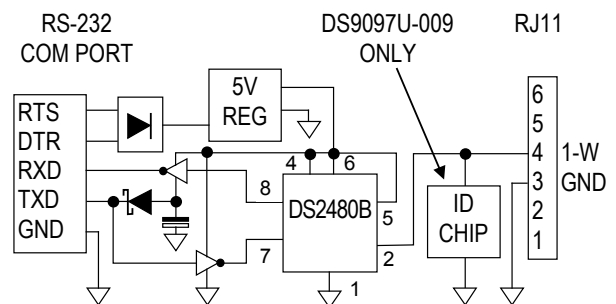 RS-232
COM PORT
DS9097U-009
ONLY
RJ11
RTS
DTR
RXD
TXD
GND
5V
REG
4
6
8
7
DS2480B
5
2
1
ID
CHIP
6
5
4
3
2
1
1-W
GND